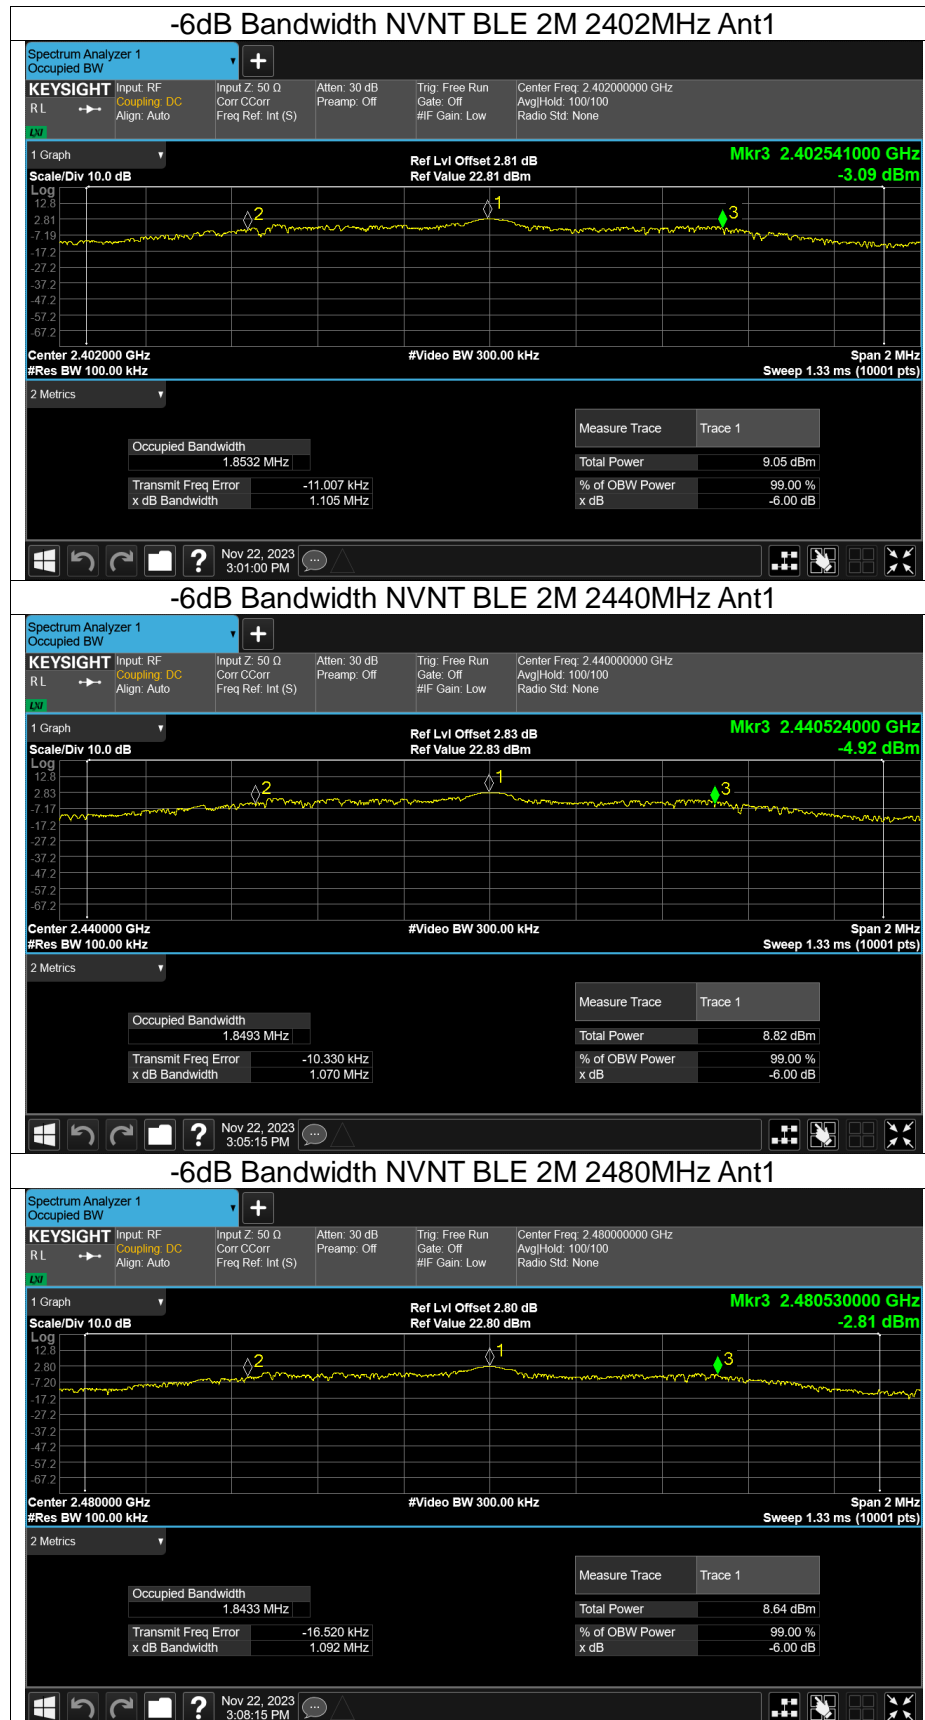 -6dB Bandwidth NVNT BLE 2M 2402MHz Ant1
Spectrum Analyzer 1
Occupied BW
+
KEYSIGHT Input: RF Input Z: 50 Ω Atten: 30 dB Trig: Free Run Center Freq: 2.402000000 GHz
RL Coupling: DC Corr CCorr Preamp: Off Gate: Off Avg|Hold: 100/100
Align: Auto Freq Ref: Int (S) #IF Gain: Low Radio Std: None
LXI
1 Graph
Ref Lvl Offset 2.81 dB Mkr3 2.402541000 GHz
Scale/Div 10.0 dB Ref Value 22.81 dBm -3.09 dBm
Log
12.8
1
2
3
2.81
-7.19
-17.2
-27.2
-37.2
-47.2
-57.2
-67.2
Center 2.402000 GHz #Video BW 300.00 kHz Span 2 MHz
#Res BW 100.00 kHz Sweep 1.33 ms (10001 pts)
2 Metrics
Measure Trace Trace 1
Occupied Bandwidth
1.8532 MHz Total Power 9.05 dBm
Transmit Freq Error -11.007 kHz % of OBW Power 99.00 %
x dB Bandwidth 1.105 MHz x dB -6.00 dB
? Nov 22, 2023
3:01:00 PM
-6dB Bandwidth NVNT BLE 2M 2440MHz Ant1
Spectrum Analyzer 1
Occupied BW
+
KEYSIGHT Input: RF Input Z: 50 Ω Atten: 30 dB Trig: Free Run Center Freq: 2.440000000 GHz
RL Coupling: DC Corr CCorr Preamp: Off Gate: Off Avg|Hold: 100/100
Align: Auto Freq Ref: Int (S) #IF Gain: Low Radio Std: None
LXI
1 Graph
Ref Lvl Offset 2.83 dB Mkr3 2.440524000 GHz
Scale/Div 10.0 dB Ref Value 22.83 dBm -4.92 dBm
Log
12.8
1
2
3
2.83
-7.17
-17.2
-27.2
-37.2
-47.2
-57.2
-67.2
Center 2.440000 GHz #Video BW 300.00 kHz Span 2 MHz
#Res BW 100.00 kHz Sweep 1.33 ms (10001 pts)
2 Metrics
Measure Trace Trace 1
Occupied Bandwidth
1.8493 MHz Total Power 8.82 dBm
Transmit Freq Error -10.330 kHz % of OBW Power 99.00 %
x dB Bandwidth 1.070 MHz x dB -6.00 dB
? Nov 22, 2023
3:05:15 PM
-6dB Bandwidth NVNT BLE 2M 2480MHz Ant1
Spectrum Analyzer 1
Occupied BW
+
KEYSIGHT Input: RF Input Z: 50 Ω Atten: 30 dB Trig: Free Run Center Freq: 2.480000000 GHz
RL Coupling: DC Corr CCorr Preamp: Off Gate: Off Avg|Hold: 100/100
Align: Auto Freq Ref: Int (S) #IF Gain: Low Radio Std: None
LXI
1 Graph
Ref Lvl Offset 2.80 dB Mkr3 2.480530000 GHz
Scale/Div 10.0 dB Ref Value 22.80 dBm -2.81 dBm
Log
12.8
1
2
3
2.80
-7.20
-17.2
-27.2
-37.2
-47.2
-57.2
-67.2
Center 2.480000 GHz #Video BW 300.00 kHz Span 2 MHz
#Res BW 100.00 kHz Sweep 1.33 ms (10001 pts)
2 Metrics
Measure Trace Trace 1
Occupied Bandwidth
1.8433 MHz Total Power 8.64 dBm
Transmit Freq Error -16.520 kHz % of OBW Power 99.00 %
x dB Bandwidth 1.092 MHz x dB -6.00 dB
? Nov 22, 2023
3:08:15 PM